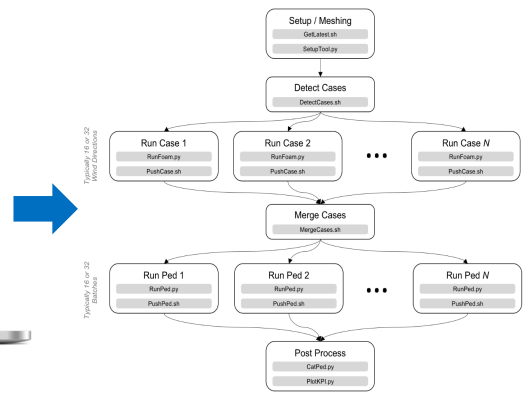 Setup / Meshing
GetLatest.sh
SetupTool.py
Detect Cases
DetectCases.sh
Typically 16 or 32
Wind Directions
Run Case 1
RunFoam.py
PushCase.sh
Run Case 2
RunFoam.py
PushCase.sh
Run Case N
RunFoam.py
PushCase.sh
Merge Cases
MergeCases.sh
Typically 16 or 32
Batches
Run Ped 1
RunPed.py
PushPed.sh
Run Ped 2
RunPed.py
PushPed.sh
Run Ped N
RunPed.py
PushPed.sh
Post Process
CatPed.py
PlotKPI.py